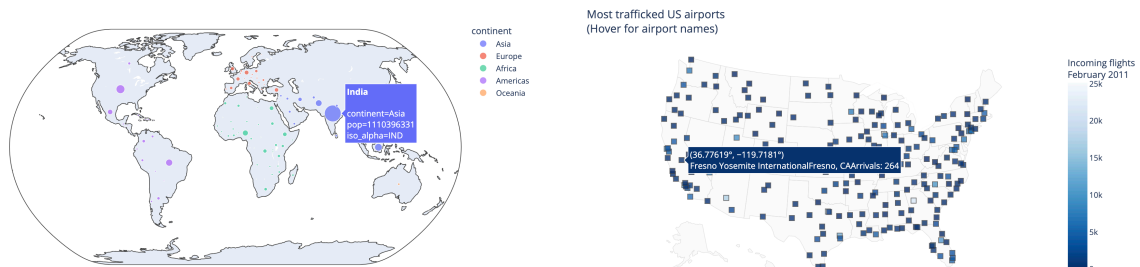 continent
Asia
Europe
Africa
Americas
Oceania
India
continent=Asia
pop=1110396331
iso_alpha=IND
Most trafficked US airports
(Hover for airport names)
(36.77619°, −119.7181°)
Fresno Yosemite InternationalFresno, CAArrivals: 264
Incoming flights
February 2011
25k
20k
15k
10k
5k